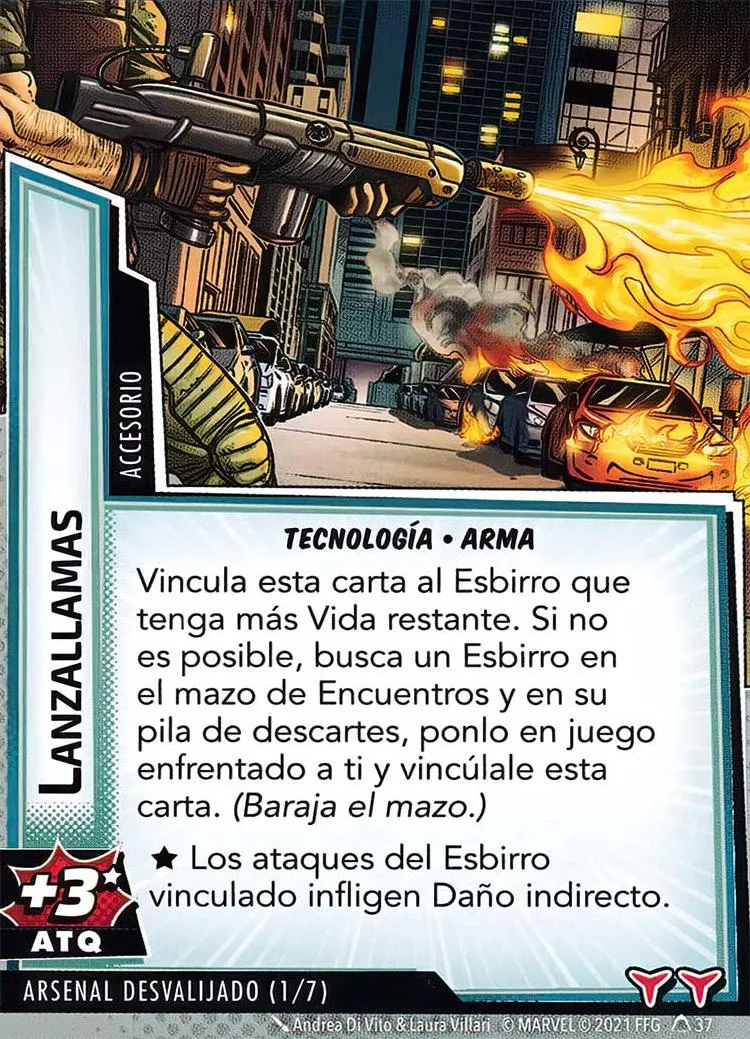 ACCESORIO
LANZALLAMAS
TECNOLOGÍA • ARMA
Vincula esta carta al Esbirro que
tenga más Vida restante. Si no
es posible, busca un Esbirro en
el mazo de Encuentros y en su
pila de descartes, ponlo en juego
enfrentado a ti y vincúlale esta
carta. (Baraja el mazo.)
★ Los ataques del Esbirro
vinculado infligen Daño indirecto.
+3★
ATQ
ARSENAL DESVALIJADO (1/7)
Andrea Di Vito & Laura Villari © MARVEL © 2021 FFG 37